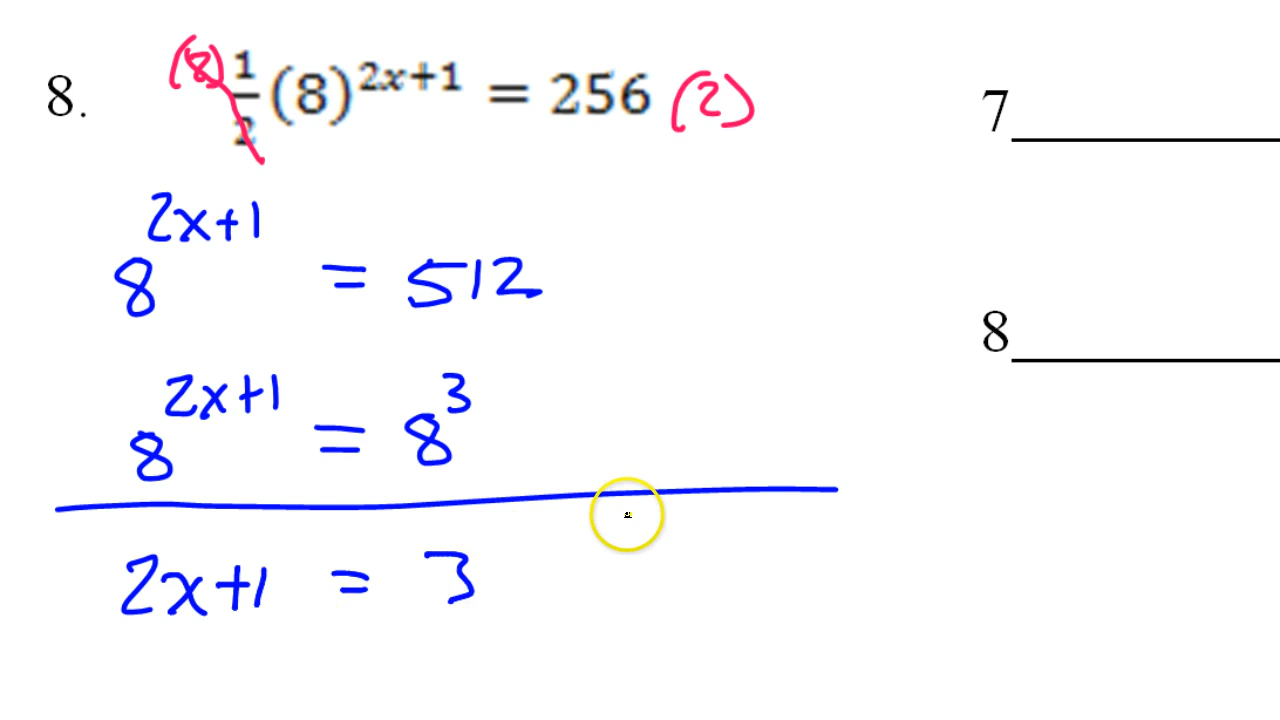 8. (8) 1/2 (8)^{2x+1} = 256 (2)
7
8^{2x+1} = 512
8
8^{2x+1} = 8^3
2x+1 = 3